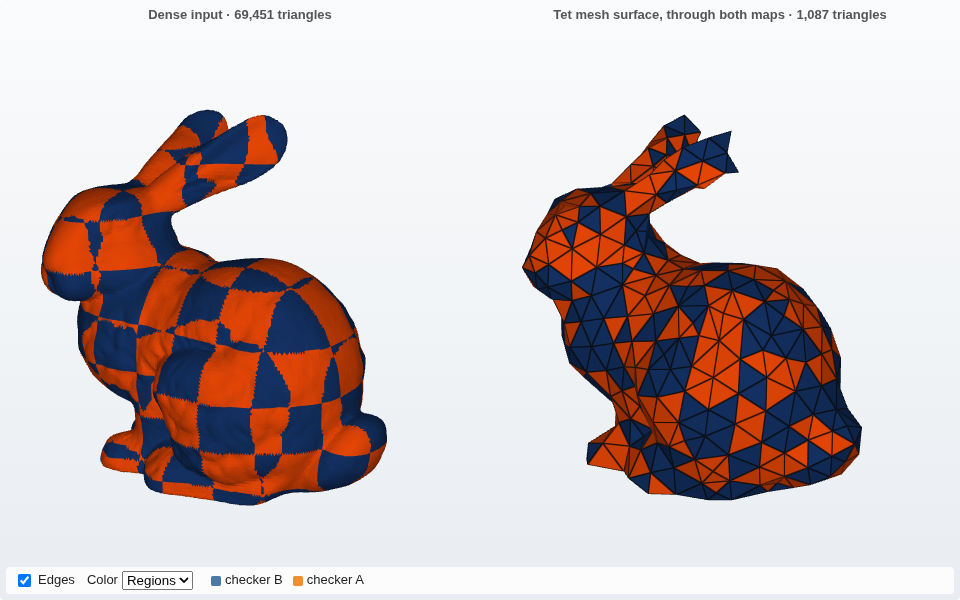 Dense input · 69,451 triangles
Tet mesh surface, through both maps · 1,087 triangles
Edges Color Regions checker B checker A